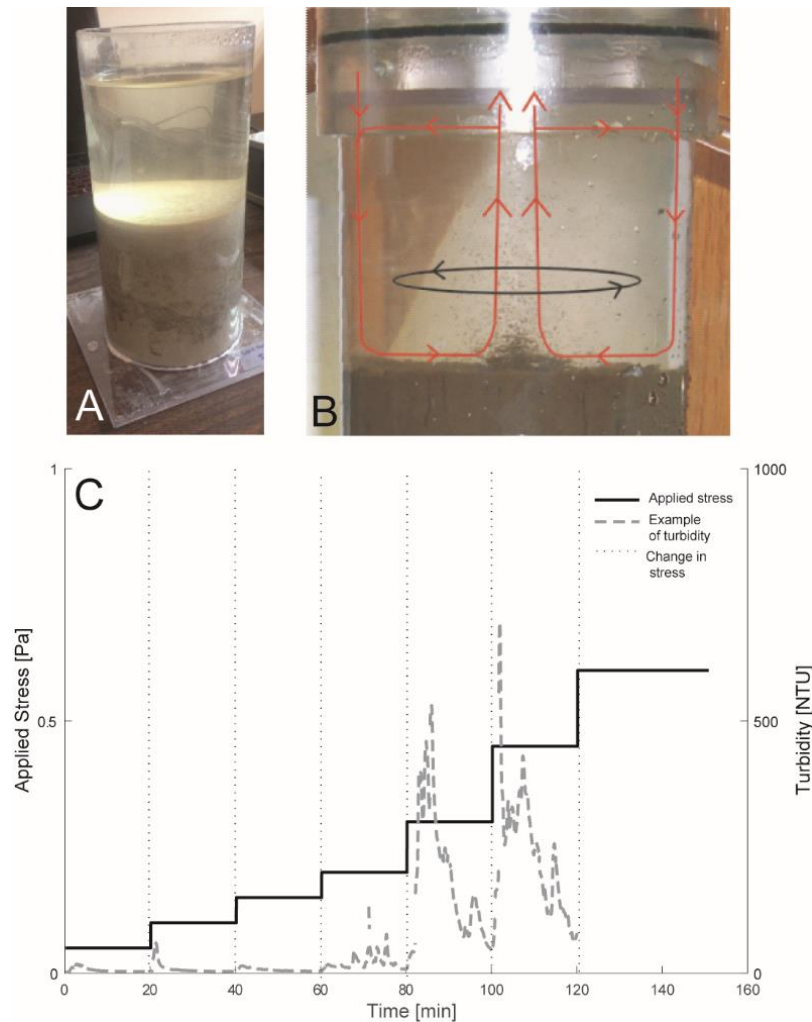 A
B
C
1
1000
Applied stress
Example
of turbidity
Change in
stress
Applied Stress [Pa]
0.5
500
Turbidity [NTU]
0
0
0
20
40
60
80
100
120
140
160
Time [min]